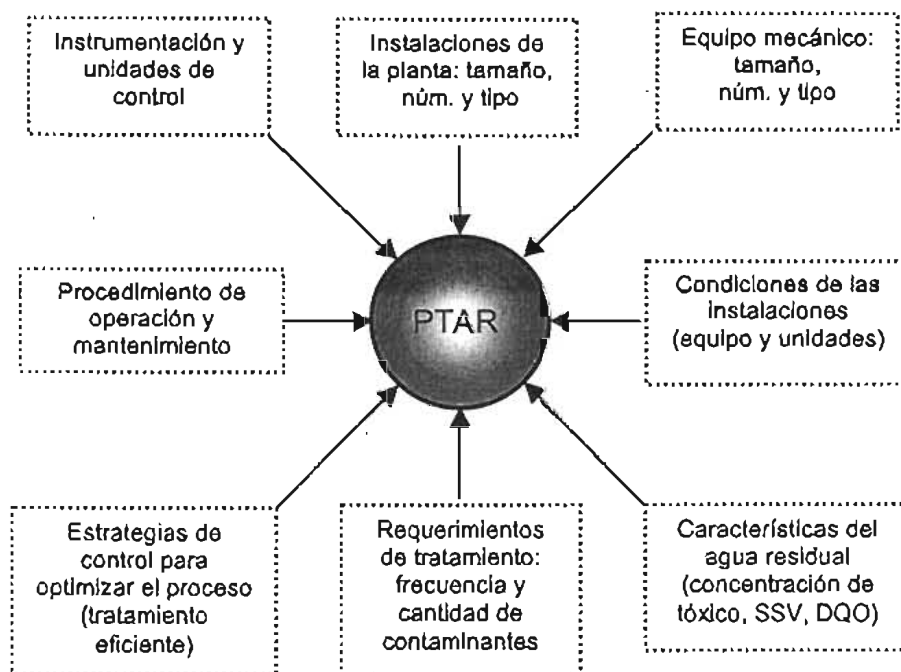 Instrumentación y
unidades de
control
Instalaciones de
la planta: tamaño,
núm. y tipo
Equipo mecánico:
tamaño,
núm. y tipo
Procedimiento de
operación y
mantenimiento
PTAR
Condiciones de las
instalaciones
(equipo y unidades)
Estrategias de
control para
optimizar el proceso
(tratamiento
eficiente)
Requerimientos
de tratamiento:
frecuencia y
cantidad de
contaminantes
Características del
agua residual
(concentración de
tóxico, SSV, DQO)